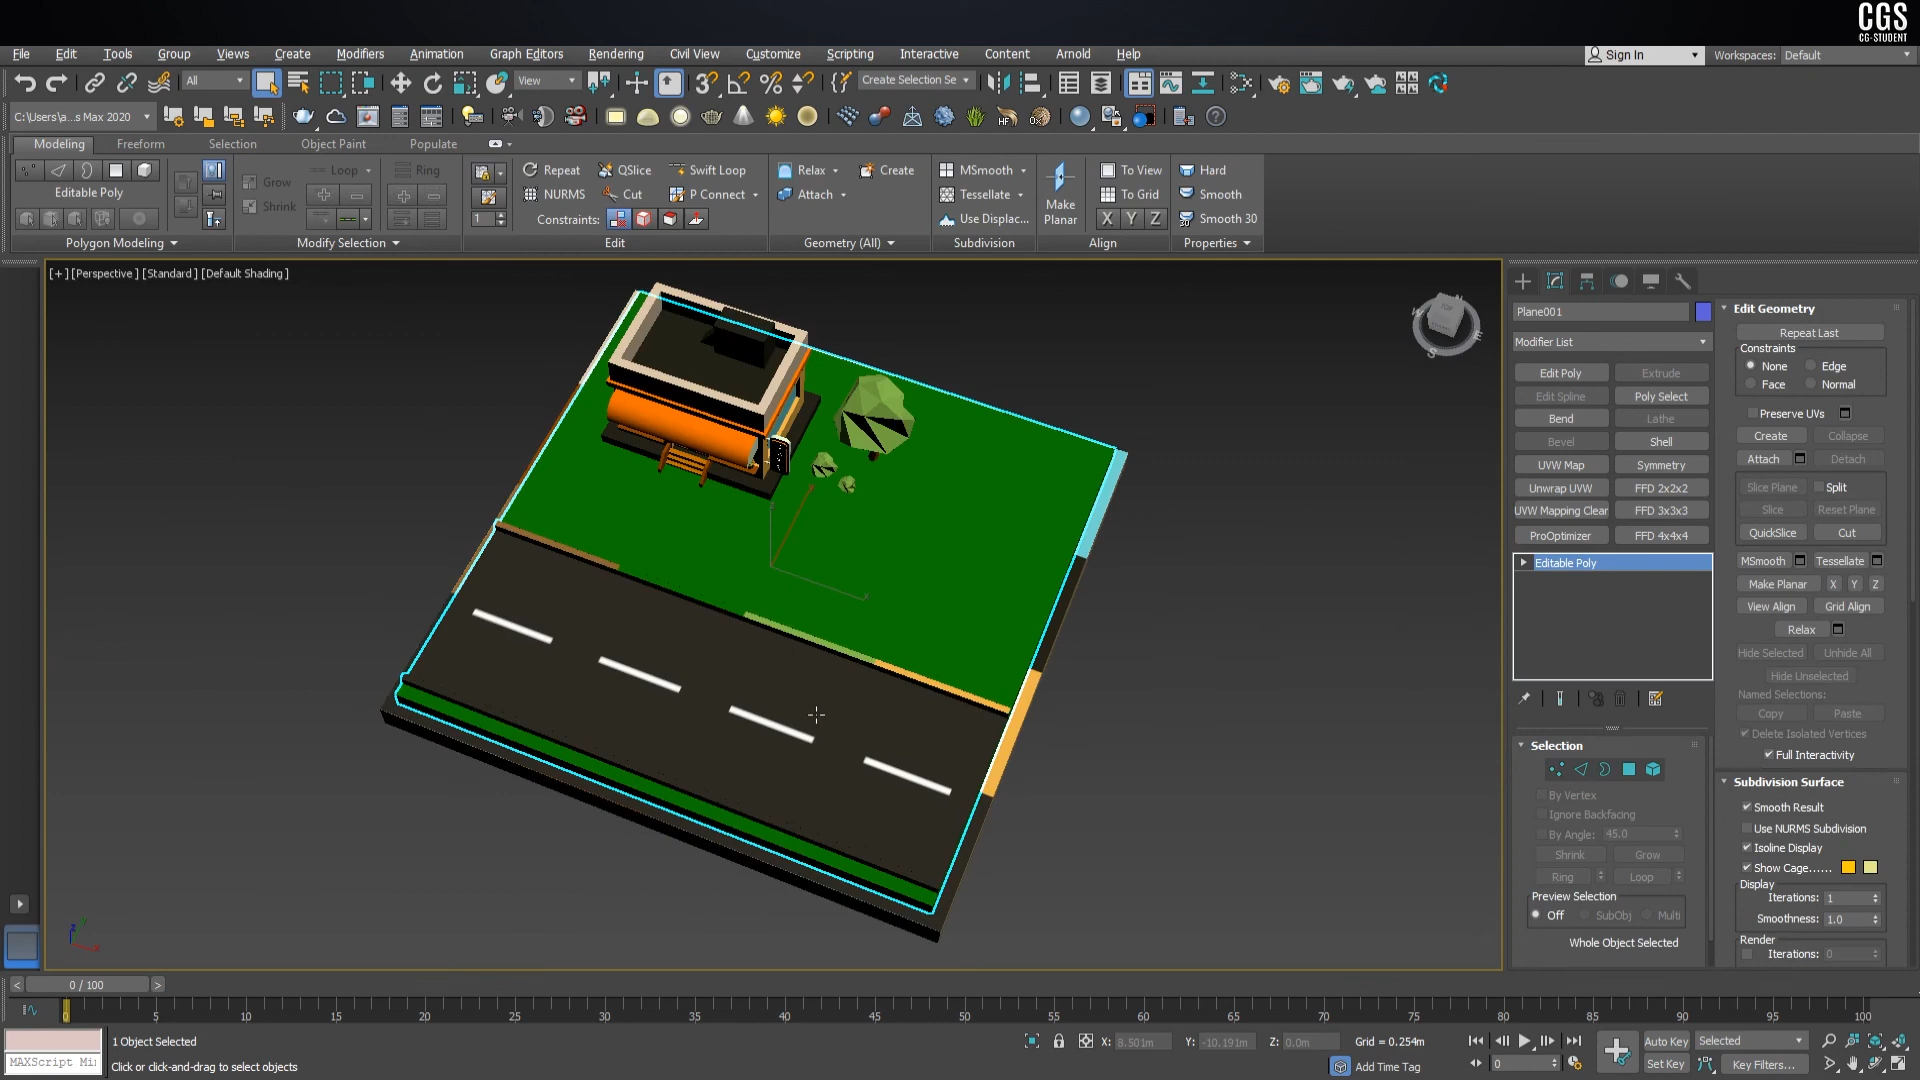 CGS
CG-STUDENT
File Edit Tools Group Views Create Modifiers Animation Graph Editors Rendering Civil View Customize Scripting Interactive Content Arnold Help
Sign In Workspaces: Default
All View Create Selection Se
C:\Users\a...s Max 2020
Modeling Freeform Selection Object Paint Populate
Loop Ring Repeat QSlice Swift Loop Relax Create MSmooth To View Hard
Editable Poly Grow NURMS Cut P Connect Attach Tessellate Make Planar To Grid Smooth
Shrink 1 Constraints: Use Displac... X Y Z Smooth 30
Polygon Modeling Modify Selection Edit Geometry (All) Subdivision Align Properties
[+] [Perspective] [Standard] [Default Shading]
Plane001
Modifier List
Edit Poly Extrude
Edit Spline Poly Select
Bend Lathe
Bevel Shell
UVW Map Symmetry
Unwrap UVW FFD 2x2x2
UVW Mapping Clear FFD 3x3x3
ProOptimizer FFD 4x4x4
Editable Poly
Selection
By Vertex
Ignore Backfacing
By Angle: 45.0
Shrink Grow
Ring Loop
Preview Selection
Off SubObj Multi
Whole Object Selected
Edit Geometry
Repeat Last
Constraints
None Edge
Face Normal
Preserve UVs
Create Collapse
Attach Detach
Slice Plane Split
Slice Reset Plane
QuickSlice Cut
MSmooth Tessellate
Make Planar X Y Z
View Align Grid Align
Relax
Hide Selected Unhide All
Hide Unselected
Named Selections:
Copy Paste
Delete Isolated Vertices
Full Interactivity
Subdivision Surface
Smooth Result
Use NURMS Subdivision
Isoline Display
Show Cage......
Display
Iterations: 1
Smoothness: 1.0
Render
Iterations: 0
< 0 / 100 >
0 5 10 15 20 25 30 35 40 45 50 55 60 65 70 75 80 85 90 95 100
1 Object Selected X: 8.501m Y: -10.191m Z: 0.0m Grid = 0.254m Auto Key Selected
MAXScript Mi Click or click-and-drag to select objects Add Time Tag 0 Set Key Key Filters...